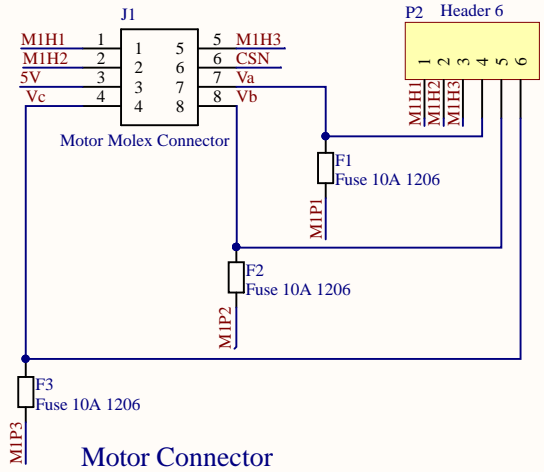 J1
M1H1 1 1 5 5 M1H3
M1H2 2 2 6 6 CSN
5V 3 3 7 7 Va
Vc 4 4 8 8 Vb
Motor Molex Connector
P2 Header 6
1 2 3 4 5 6
M1H1
M1H2
M1H3
F1
Fuse 10A 1206
M1P1
F2
Fuse 10A 1206
M1P2
F3
Fuse 10A 1206
M1P3
Motor Connector